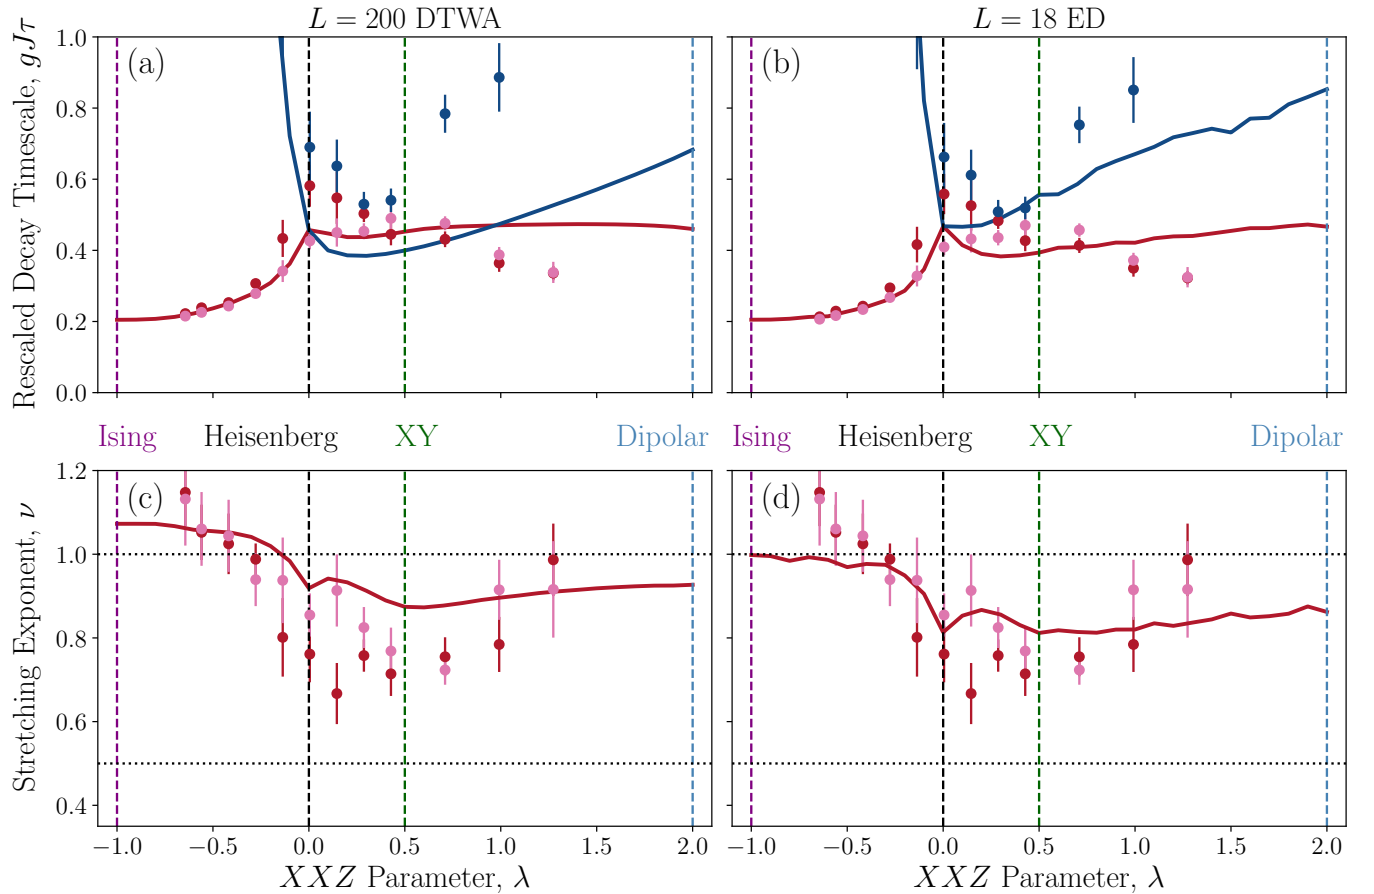 L = 200 DTWA
L = 18 ED
Rescaled Decay Timescale, gJτ
1.0
0.8
0.6
0.4
0.2
0.0
(a)
(b)
Ising Heisenberg XY Dipolar
Ising Heisenberg XY Dipolar
Stretching Exponent, ν
1.2
1.0
0.8
0.6
0.4
(c)
(d)
−1.0 −0.5 0.0 0.5 1.0 1.5 2.0
−1.0 −0.5 0.0 0.5 1.0 1.5 2.0
XXZ Parameter, λ
XXZ Parameter, λ